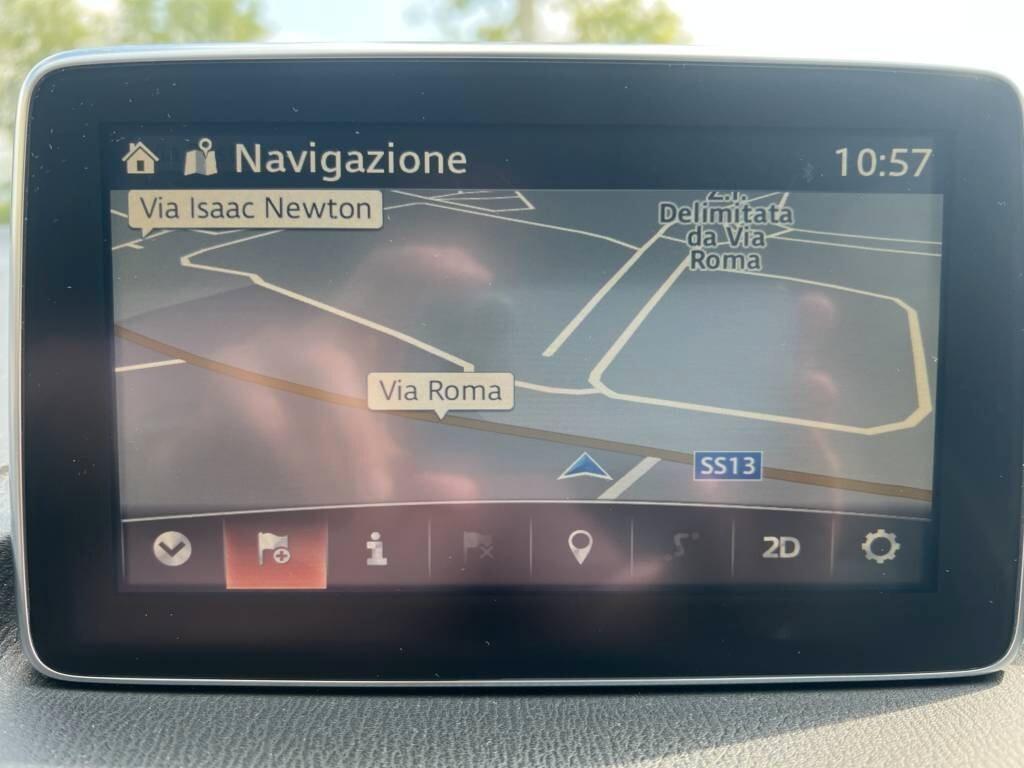 Navigazione
10:57
Via Isaac Newton
Z.I.
Delimitata
da Via
Roma
Via Roma
SS13
2D